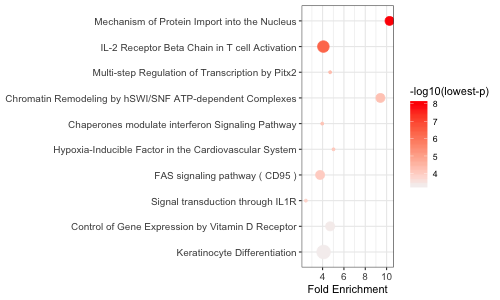 Mechanism of Protein Import into the Nucleus
IL-2 Receptor Beta Chain in T cell Activation
Multi-step Regulation of Transcription by Pitx2
Chromatin Remodeling by hSWI/SNF ATP-dependent Complexes
Chaperones modulate interferon Signaling Pathway
Hypoxia-Inducible Factor in the Cardiovascular System
FAS signaling pathway ( CD95 )
Signal transduction through IL1R
Control of Gene Expression by Vitamin D Receptor
Keratinocyte Differentiation
4 6 8 10
Fold Enrichment
-log10(lowest-p)
8
7
6
5
4